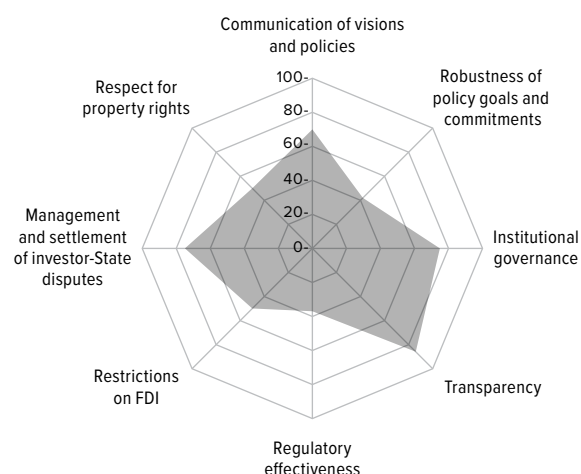 Communication of visions
and policies
100-
Robustness of
policy goals and
commitments
Respect for
property rights
80-
60-
40-
20-
0-
Management
and settlement
of investor-State
disputes
Institutional
governance
Restrictions
on FDI
Transparency
Regulatory
effectiveness